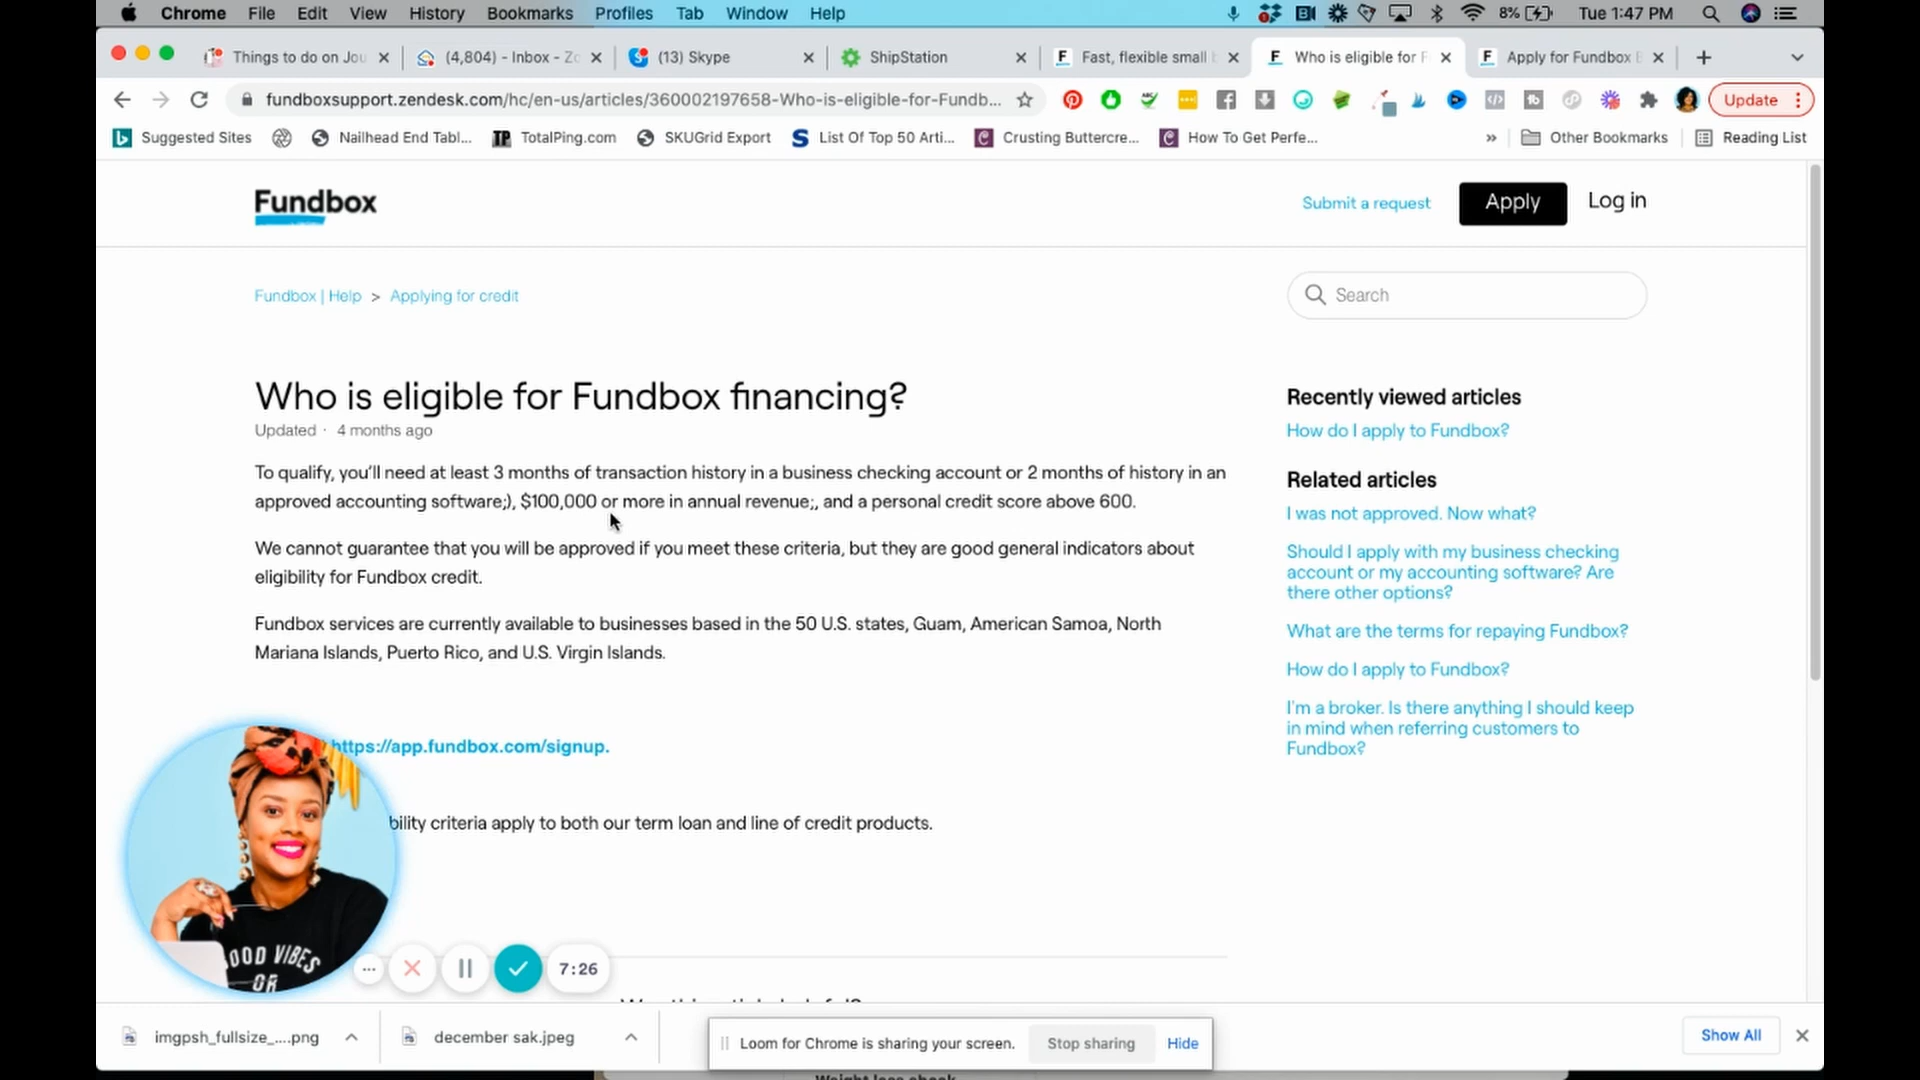 Chrome File Edit View History Bookmarks Profiles Tab Window Help 8% Tue 1:47 PM
Things to do on Jou (4,804) - Inbox - Zo (13) Skype ShipStation Fast, flexible small b Who is eligible for F Apply for Fundbox B
fundboxsupport.zendesk.com/hc/en-us/articles/360002197658-Who-is-eligible-for-Fundb... Update
Suggested Sites Nailhead End Tabl... TotalPing.com SKUGrid Export List Of Top 50 Arti... Crusting Buttercre... How To Get Perfe... » Other Bookmarks Reading List
Fundbox
Submit a request Apply Log in
Fundbox | Help > Applying for credit
Search
Who is eligible for Fundbox financing?
Updated · 4 months ago
To qualify, you'll need at least 3 months of transaction history in a business checking account or 2 months of history in an
approved accounting software;), $100,000 or more in annual revenue;, and a personal credit score above 600.
We cannot guarantee that you will be approved if you meet these criteria, but they are good general indicators about
eligibility for Fundbox credit.
Fundbox services are currently available to businesses based in the 50 U.S. states, Guam, American Samoa, North
Mariana Islands, Puerto Rico, and U.S. Virgin Islands.
https://app.fundbox.com/signup.
bility criteria apply to both our term loan and line of credit products.
Recently viewed articles
How do I apply to Fundbox?
Related articles
I was not approved. Now what?
Should I apply with my business checking
account or my accounting software? Are
there other options?
What are the terms for repaying Fundbox?
How do I apply to Fundbox?
I'm a broker. Is there anything I should keep
in mind when referring customers to
Fundbox?
OOD VIBES
OR
7:26
imgpsh_fullsize_....png
december sak.jpeg
Loom for Chrome is sharing your screen. Stop sharing Hide
Show All